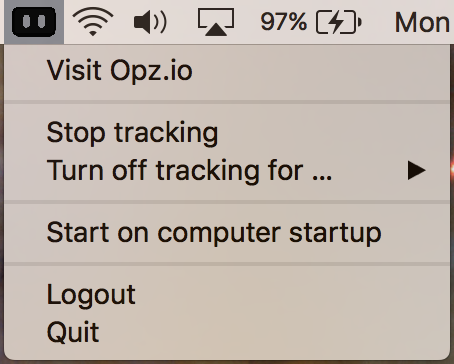 97% Mon
Visit Opz.io
Stop tracking
Turn off tracking for ...
Start on computer startup
Logout
Quit